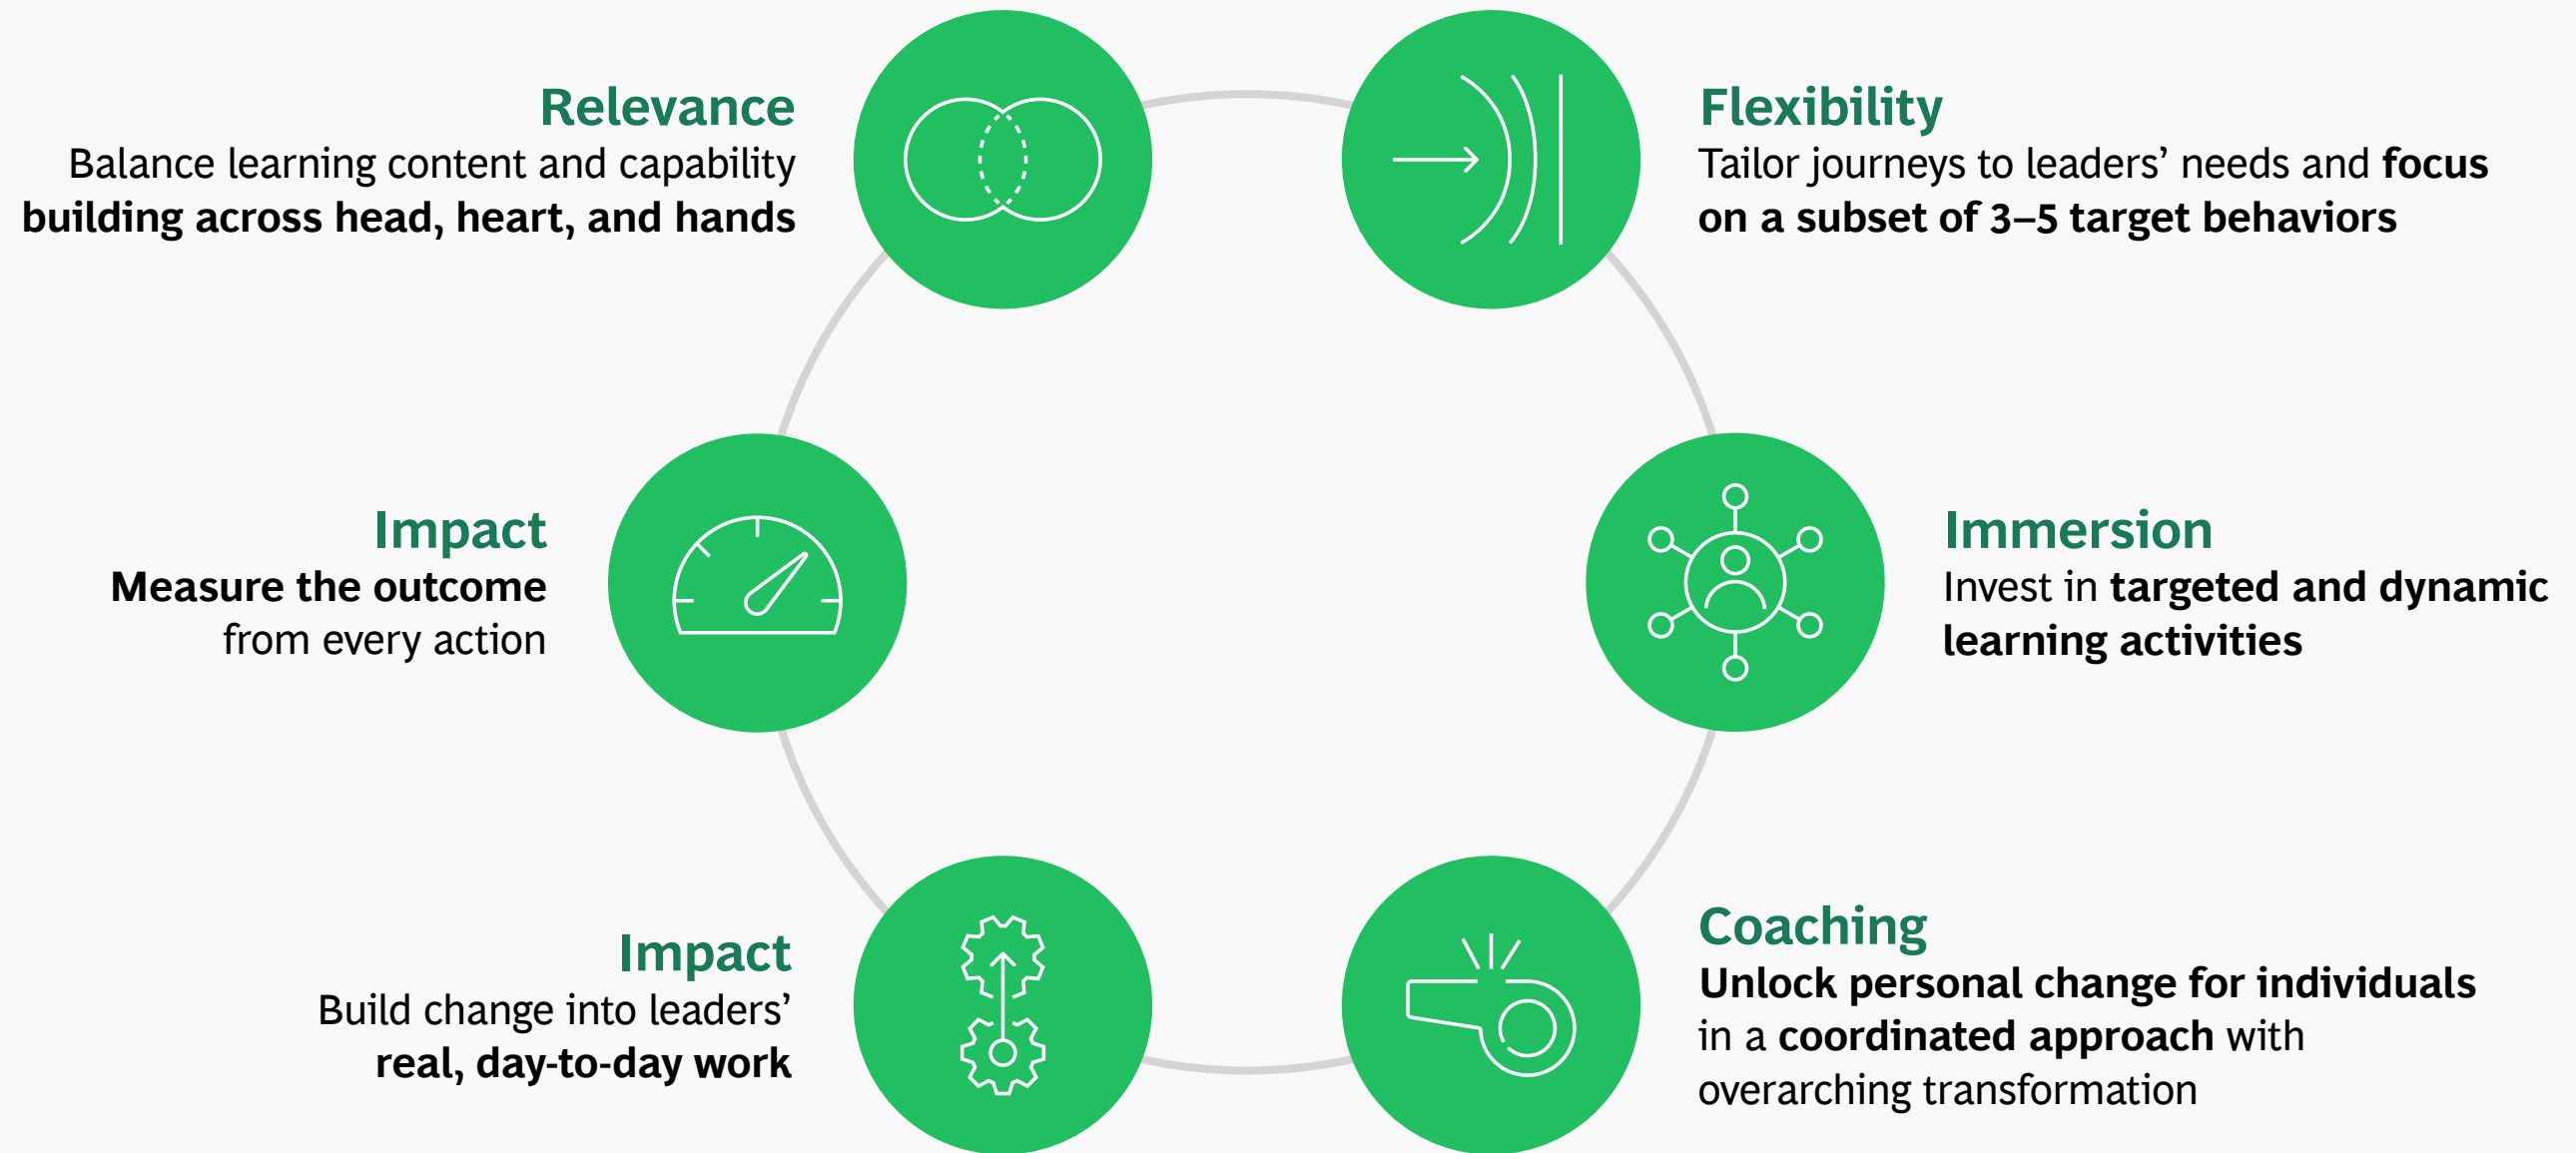 Relevance
Balance learning content and capability
building across head, heart, and hands
Flexibility
Tailor journeys to leaders’ needs and focus
on a subset of 3–5 target behaviors
Impact
Measure the outcome
from every action
Immersion
Invest in targeted and dynamic
learning activities
Impact
Build change into leaders’
real, day-to-day work
Coaching
Unlock personal change for individuals
in a coordinated approach with
overarching transformation